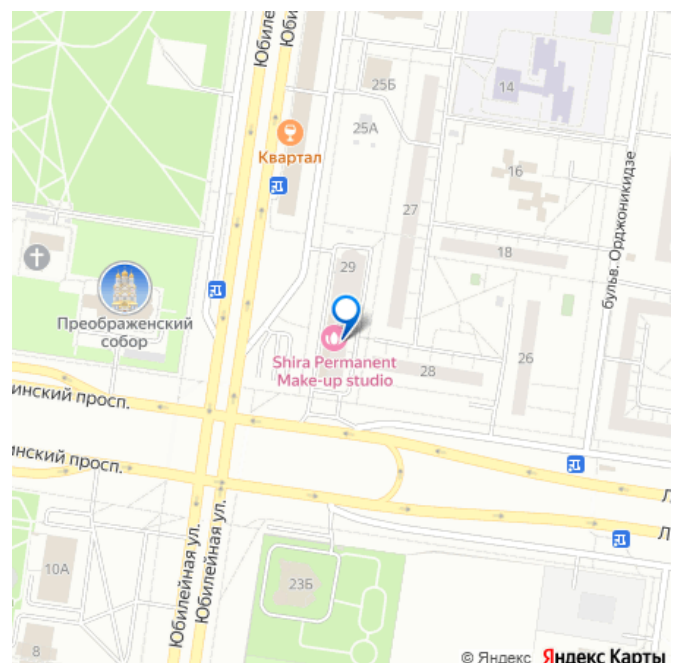 Юбиле
Юби
25Б
14
25А
Квартал
бульв. Орджоникидзе
16
27
18
29
Преображенский
собор
Shira Permanent
Make-up studio
28
26
инский просп.
инский просп.
Л
Л
Юбилейная ул.
Юбилейная ул.
10А
23Б
8
© Яндекс Яндекс Карты